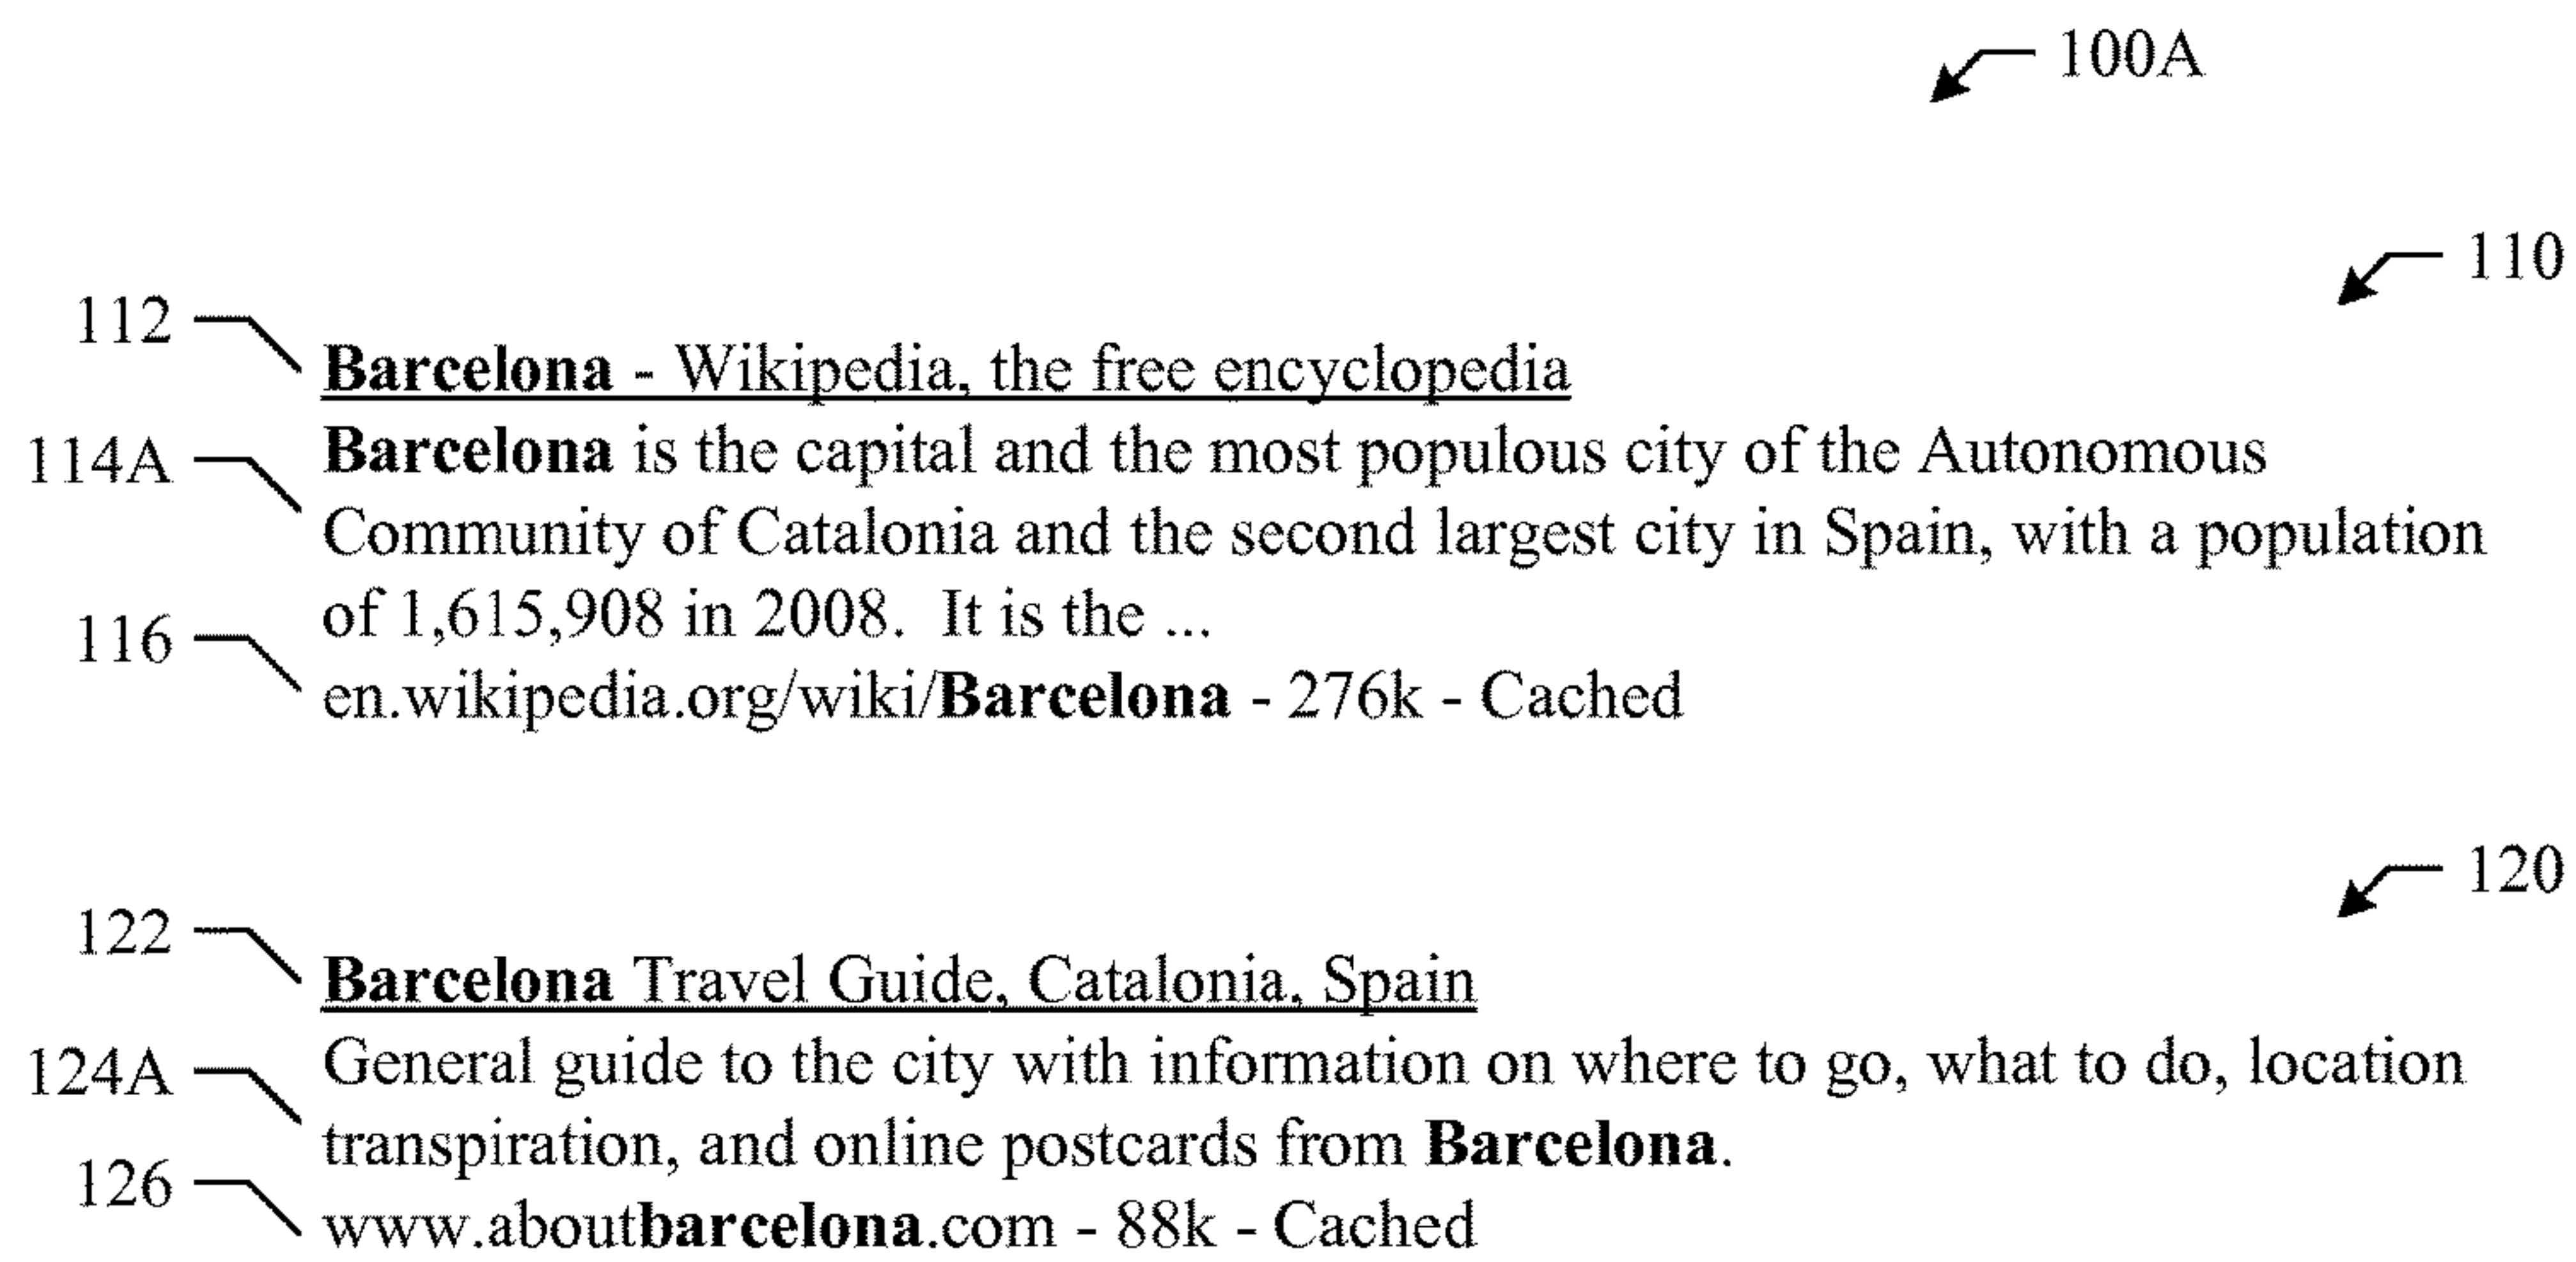 100A
110
112
Barcelona - Wikipedia, the free encyclopedia
114A
Barcelona is the capital and the most populous city of the Autonomous
Community of Catalonia and the second largest city in Spain, with a population
of 1,615,908 in 2008. It is the ...
116
en.wikipedia.org/wiki/Barcelona - 276k - Cached
120
122
Barcelona Travel Guide, Catalonia, Spain
124A
General guide to the city with information on where to go, what to do, location
transpiration, and online postcards from Barcelona.
126
www.aboutbarcelona.com - 88k - Cached